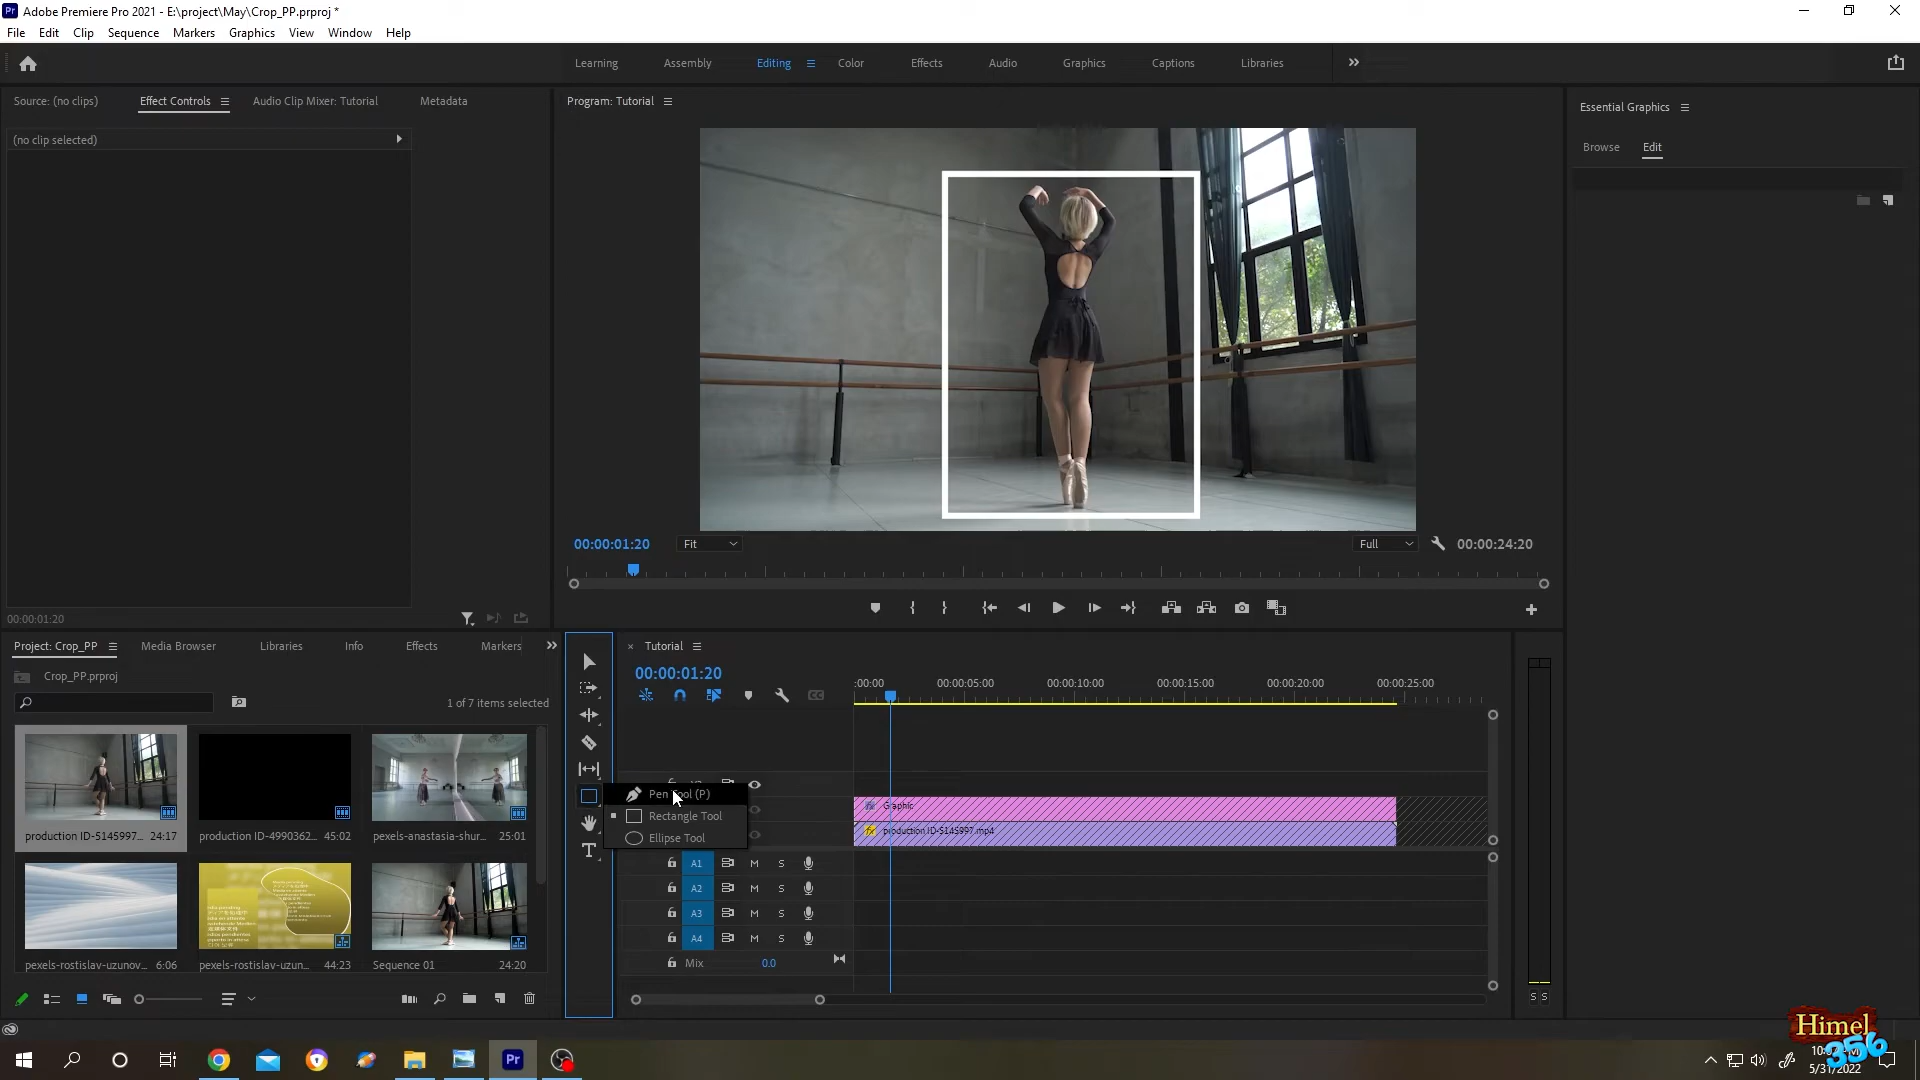 Adobe Premiere Pro 2021 - E:\project\May\Crop_PP.prproj *
File Edit Clip Sequence Markers Graphics View Window Help
Learning Assembly Editing Color Effects Audio Graphics Captions Libraries
Source: (no clips) Effect Controls Audio Clip Mixer: Tutorial Metadata
(no clip selected)
00:00:01:20
Program: Tutorial
00:00:01:20 Fit Full 00:00:24:20
Essential Graphics
Browse Edit
Project: Crop_PP Media Browser Libraries Info Effects Markers
Crop_PP.prproj
1 of 7 items selected
production ID-5145997... 24:17
production ID-4990362... 45:02
pexels-anastasia-shur... 25:01
pexels-rostislav-uzunov... 6:06
pexels-rostislav-uzun... 44:23
Sequence 01 24:20
Tutorial
00:00:01:20
:00:00 00:00:05:00 00:00:10:00 00:00:15:00 00:00:20:00 00:00:25:00
Pen Tool (P)
Rectangle Tool
Ellipse Tool
Graphic
production ID-5145997.mp4
A1 M S
A2 M S
A3 M S
A4 M S
Mix 0.0
S S
Himel
356
5/31/2022